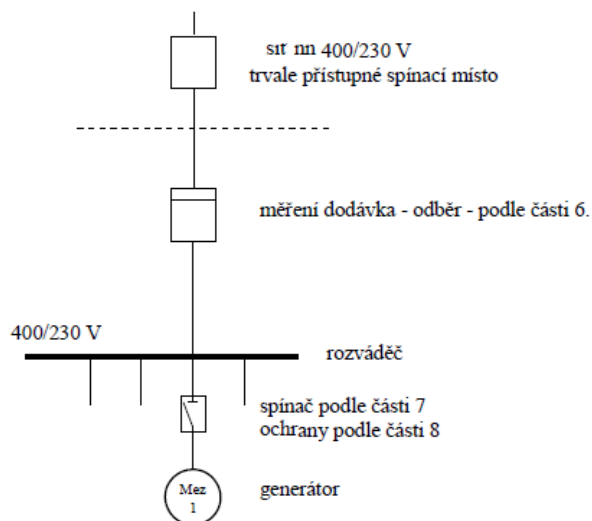 sít nn 400/230 V
trvale přístupné spínací místo
měření dodávka - odběr - podle části 6.
400/230 V
rozváděč
spínač podle části 7
ochrany podle části 8
Mez
1
generátor